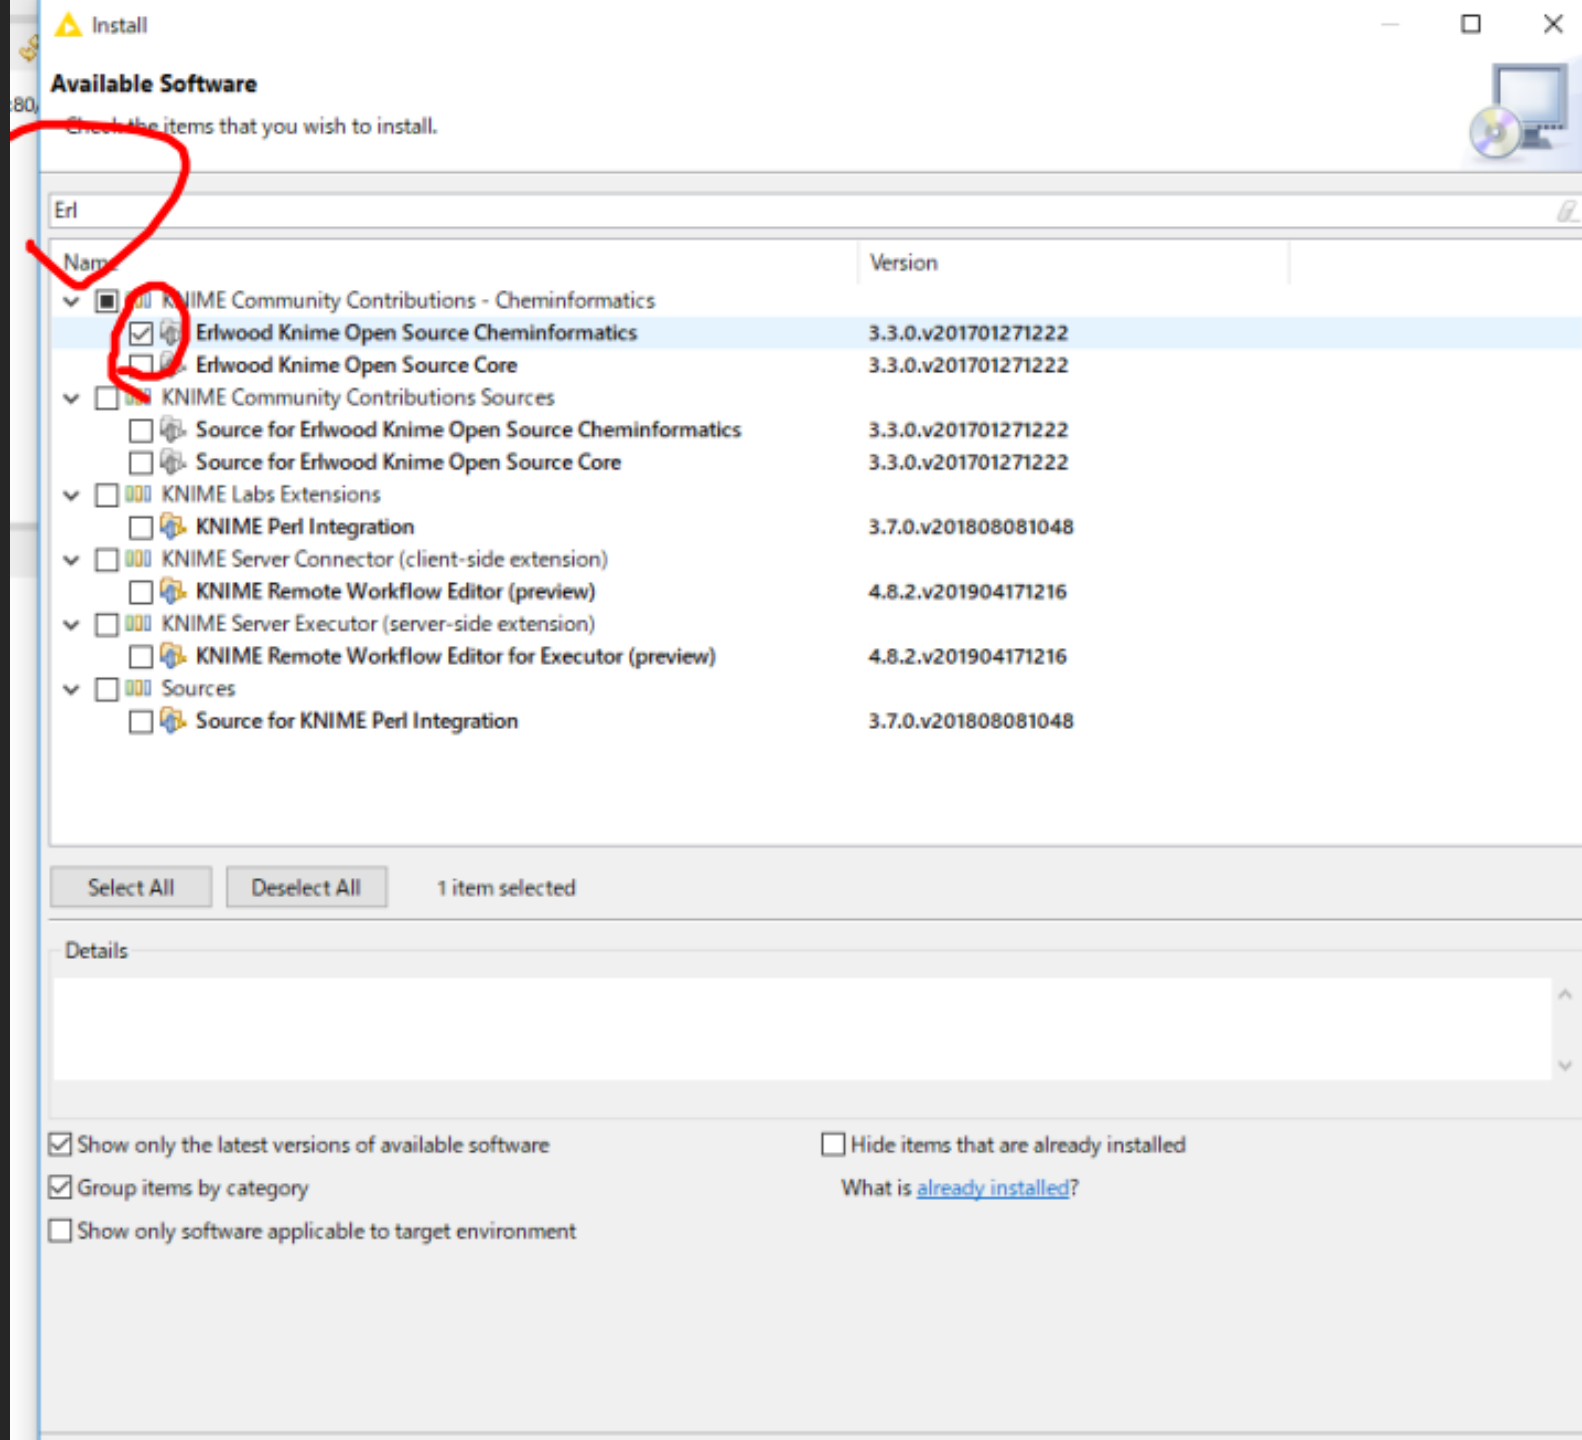 Install
Available Software
Check the items that you wish to install.
:80/
Erl
Name Version
KNIME Community Contributions - Cheminformatics
Erlwood Knime Open Source Cheminformatics 3.3.0.v201701271222
Erlwood Knime Open Source Core 3.3.0.v201701271222
KNIME Community Contributions Sources
Source for Erlwood Knime Open Source Cheminformatics 3.3.0.v201701271222
Source for Erlwood Knime Open Source Core 3.3.0.v201701271222
KNIME Labs Extensions
KNIME Perl Integration 3.7.0.v201808081048
KNIME Server Connector (client-side extension)
KNIME Remote Workflow Editor (preview) 4.8.2.v201904171216
KNIME Server Executor (server-side extension)
KNIME Remote Workflow Editor for Executor (preview) 4.8.2.v201904171216
Sources
Source for KNIME Perl Integration 3.7.0.v201808081048
Select All Deselect All 1 item selected
Details
Show only the latest versions of available software Hide items that are already installed
Group items by category What is already installed?
Show only software applicable to target environment